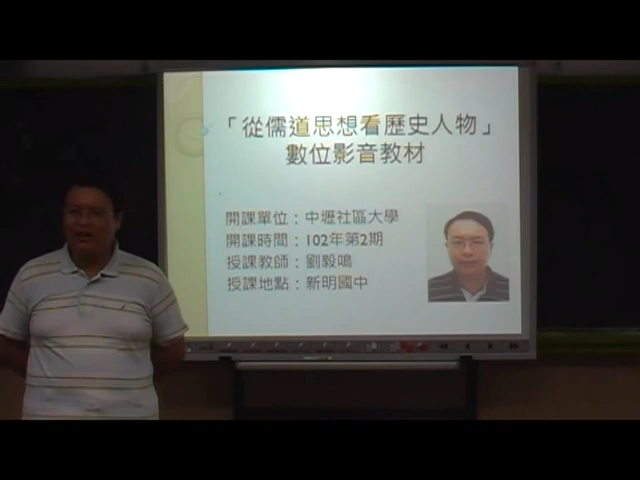 「從儒道思想看歷史人物」
數位影音教材
開課單位：中壢社區大學
開課時間：102年第2期
授課教師：劉毅鳴
授課地點：新明國中